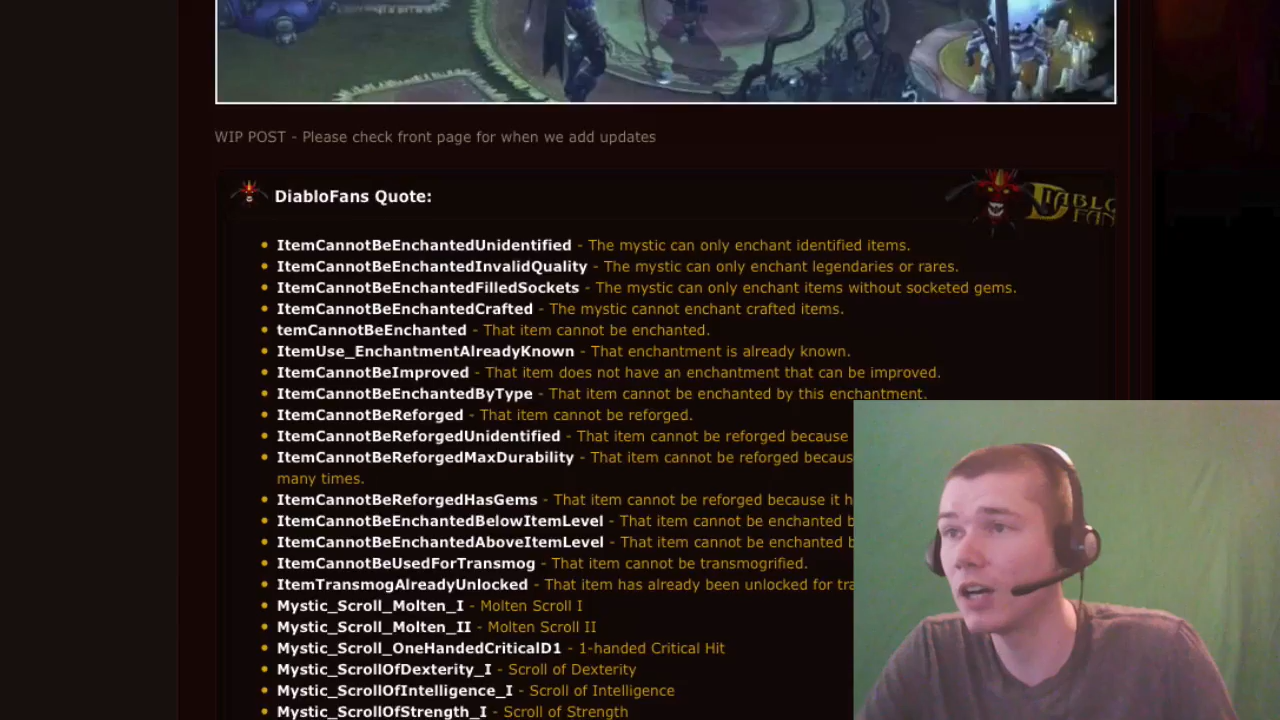 WIP POST - Please check front page for when we add updates
DiabloFans Quote:
DIABLO
FAN
ItemCannotBeEnchantedUnidentified - The mystic can only enchant identified items.
ItemCannotBeEnchantedInvalidQuality - The mystic can only enchant legendaries or rares.
ItemCannotBeEnchantedFilledSockets - The mystic can only enchant items without socketed gems.
ItemCannotBeEnchantedCrafted - The mystic cannot enchant crafted items.
temCannotBeEnchanted - That item cannot be enchanted.
ItemUse_EnchantmentAlreadyKnown - That enchantment is already known.
ItemCannotBeImproved - That item does not have an enchantment that can be improved.
ItemCannotBeEnchantedByType - That item cannot be enchanted by this enchantment.
ItemCannotBeReforged - That item cannot be reforged.
ItemCannotBeReforgedUnidentified - That item cannot be reforged because
ItemCannotBeReforgedMaxDurability - That item cannot be reforged becaus
many times.
ItemCannotBeReforgedHasGems - That item cannot be reforged because it h
ItemCannotBeEnchantedBelowItemLevel - That item cannot be enchanted b
ItemCannotBeEnchantedAboveItemLevel - That item cannot be enchanted b
ItemCannotBeUsedForTransmog - That item cannot be transmogrified.
ItemTransmogAlreadyUnlocked - That item has already been unlocked for tra
Mystic_Scroll_Molten_I - Molten Scroll I
Mystic_Scroll_Molten_II - Molten Scroll II
Mystic_Scroll_OneHandedCriticalD1 - 1-handed Critical Hit
Mystic_ScrollOfDexterity_I - Scroll of Dexterity
Mystic_ScrollOfIntelligence_I - Scroll of Intelligence
Mystic_ScrollOfStrength_I - Scroll of Strength